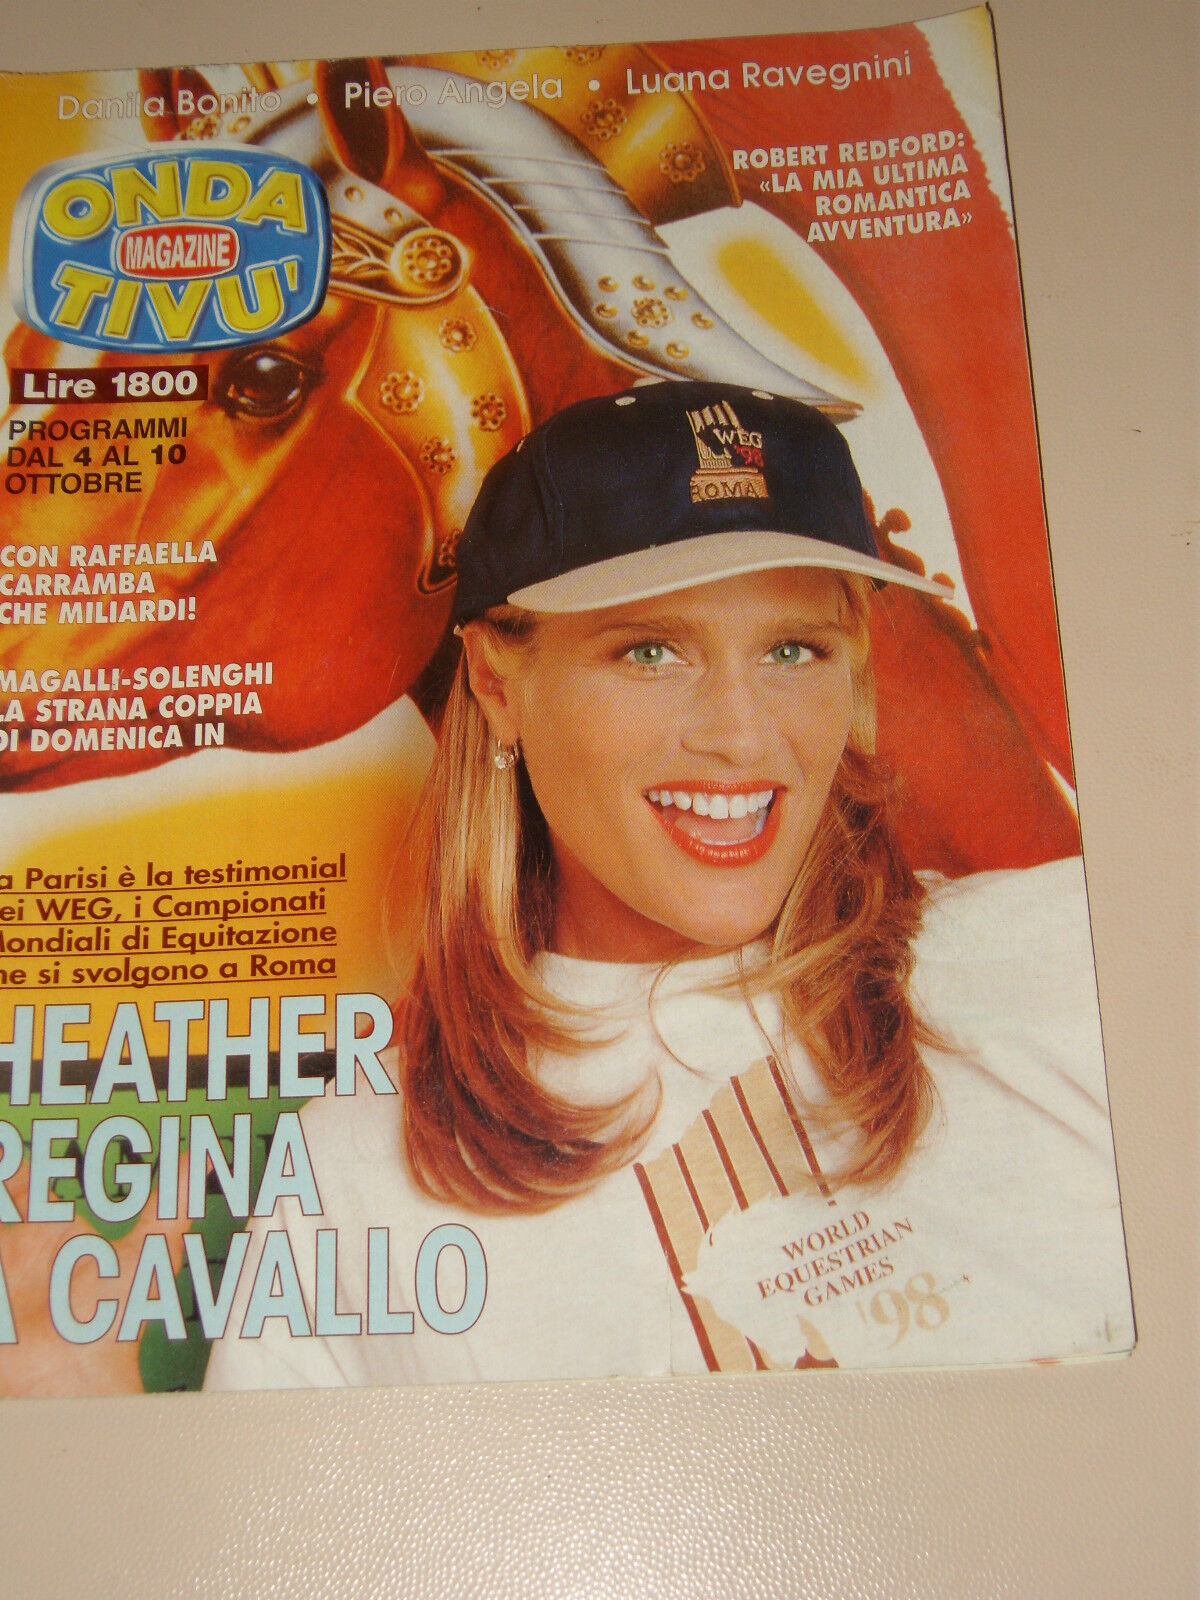 Danila Bonito • Piero Angela • Luana Ravegnini
ONDA
MAGAZINE
TIVU'
ROBERT REDFORD:
«LA MIA ULTIMA
ROMANTICA
AVVENTURA»
Lire 1800
PROGRAMMI
DAL 4 AL 10
OTTOBRE
CON RAFFAELLA
CARRÀMBA
CHE MILIARDI!
MAGALLI-SOLENGHI
LA STRANA COPPIA
DI DOMENICA IN
WEG
'98
ROMA
a Parisi è la testimonial
ei WEG, i Campionati
Mondiali di Equitazione
he si svolgono a Roma
HEATHER
REGINA
A CAVALLO
WORLD
EQUESTRIAN
GAMES
'98